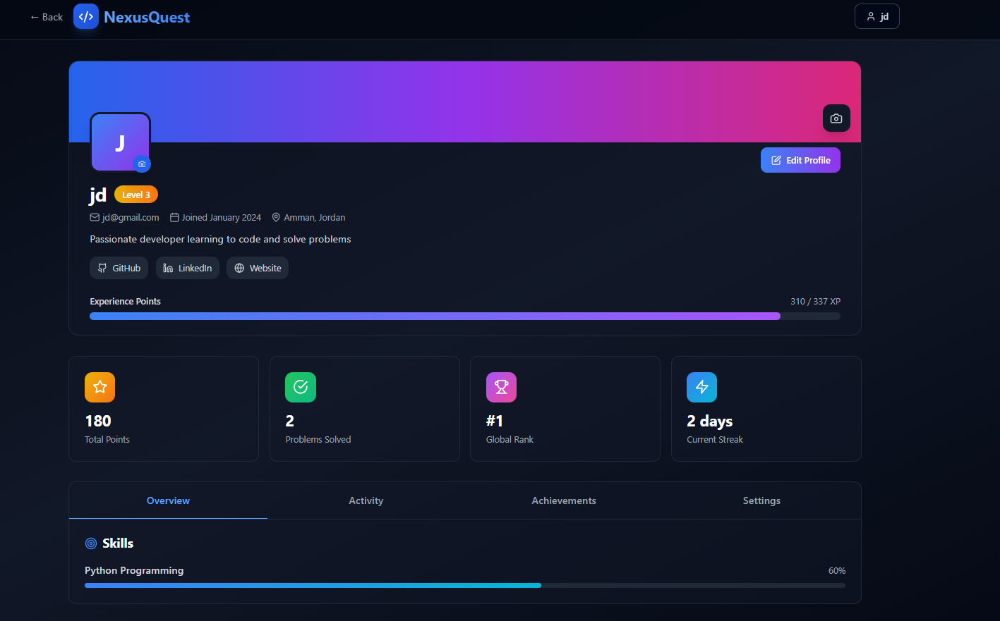 ← Back
NexusQuest
jd
J
Edit Profile
jd
Level 3
jd@gmail.com Joined January 2024 Amman, Jordan
Passionate developer learning to code and solve problems
GitHub LinkedIn Website
Experience Points 310 / 337 XP
180
Total Points
2
Problems Solved
#1
Global Rank
2 days
Current Streak
Overview Activity Achievements Settings
Skills
Python Programming 60%